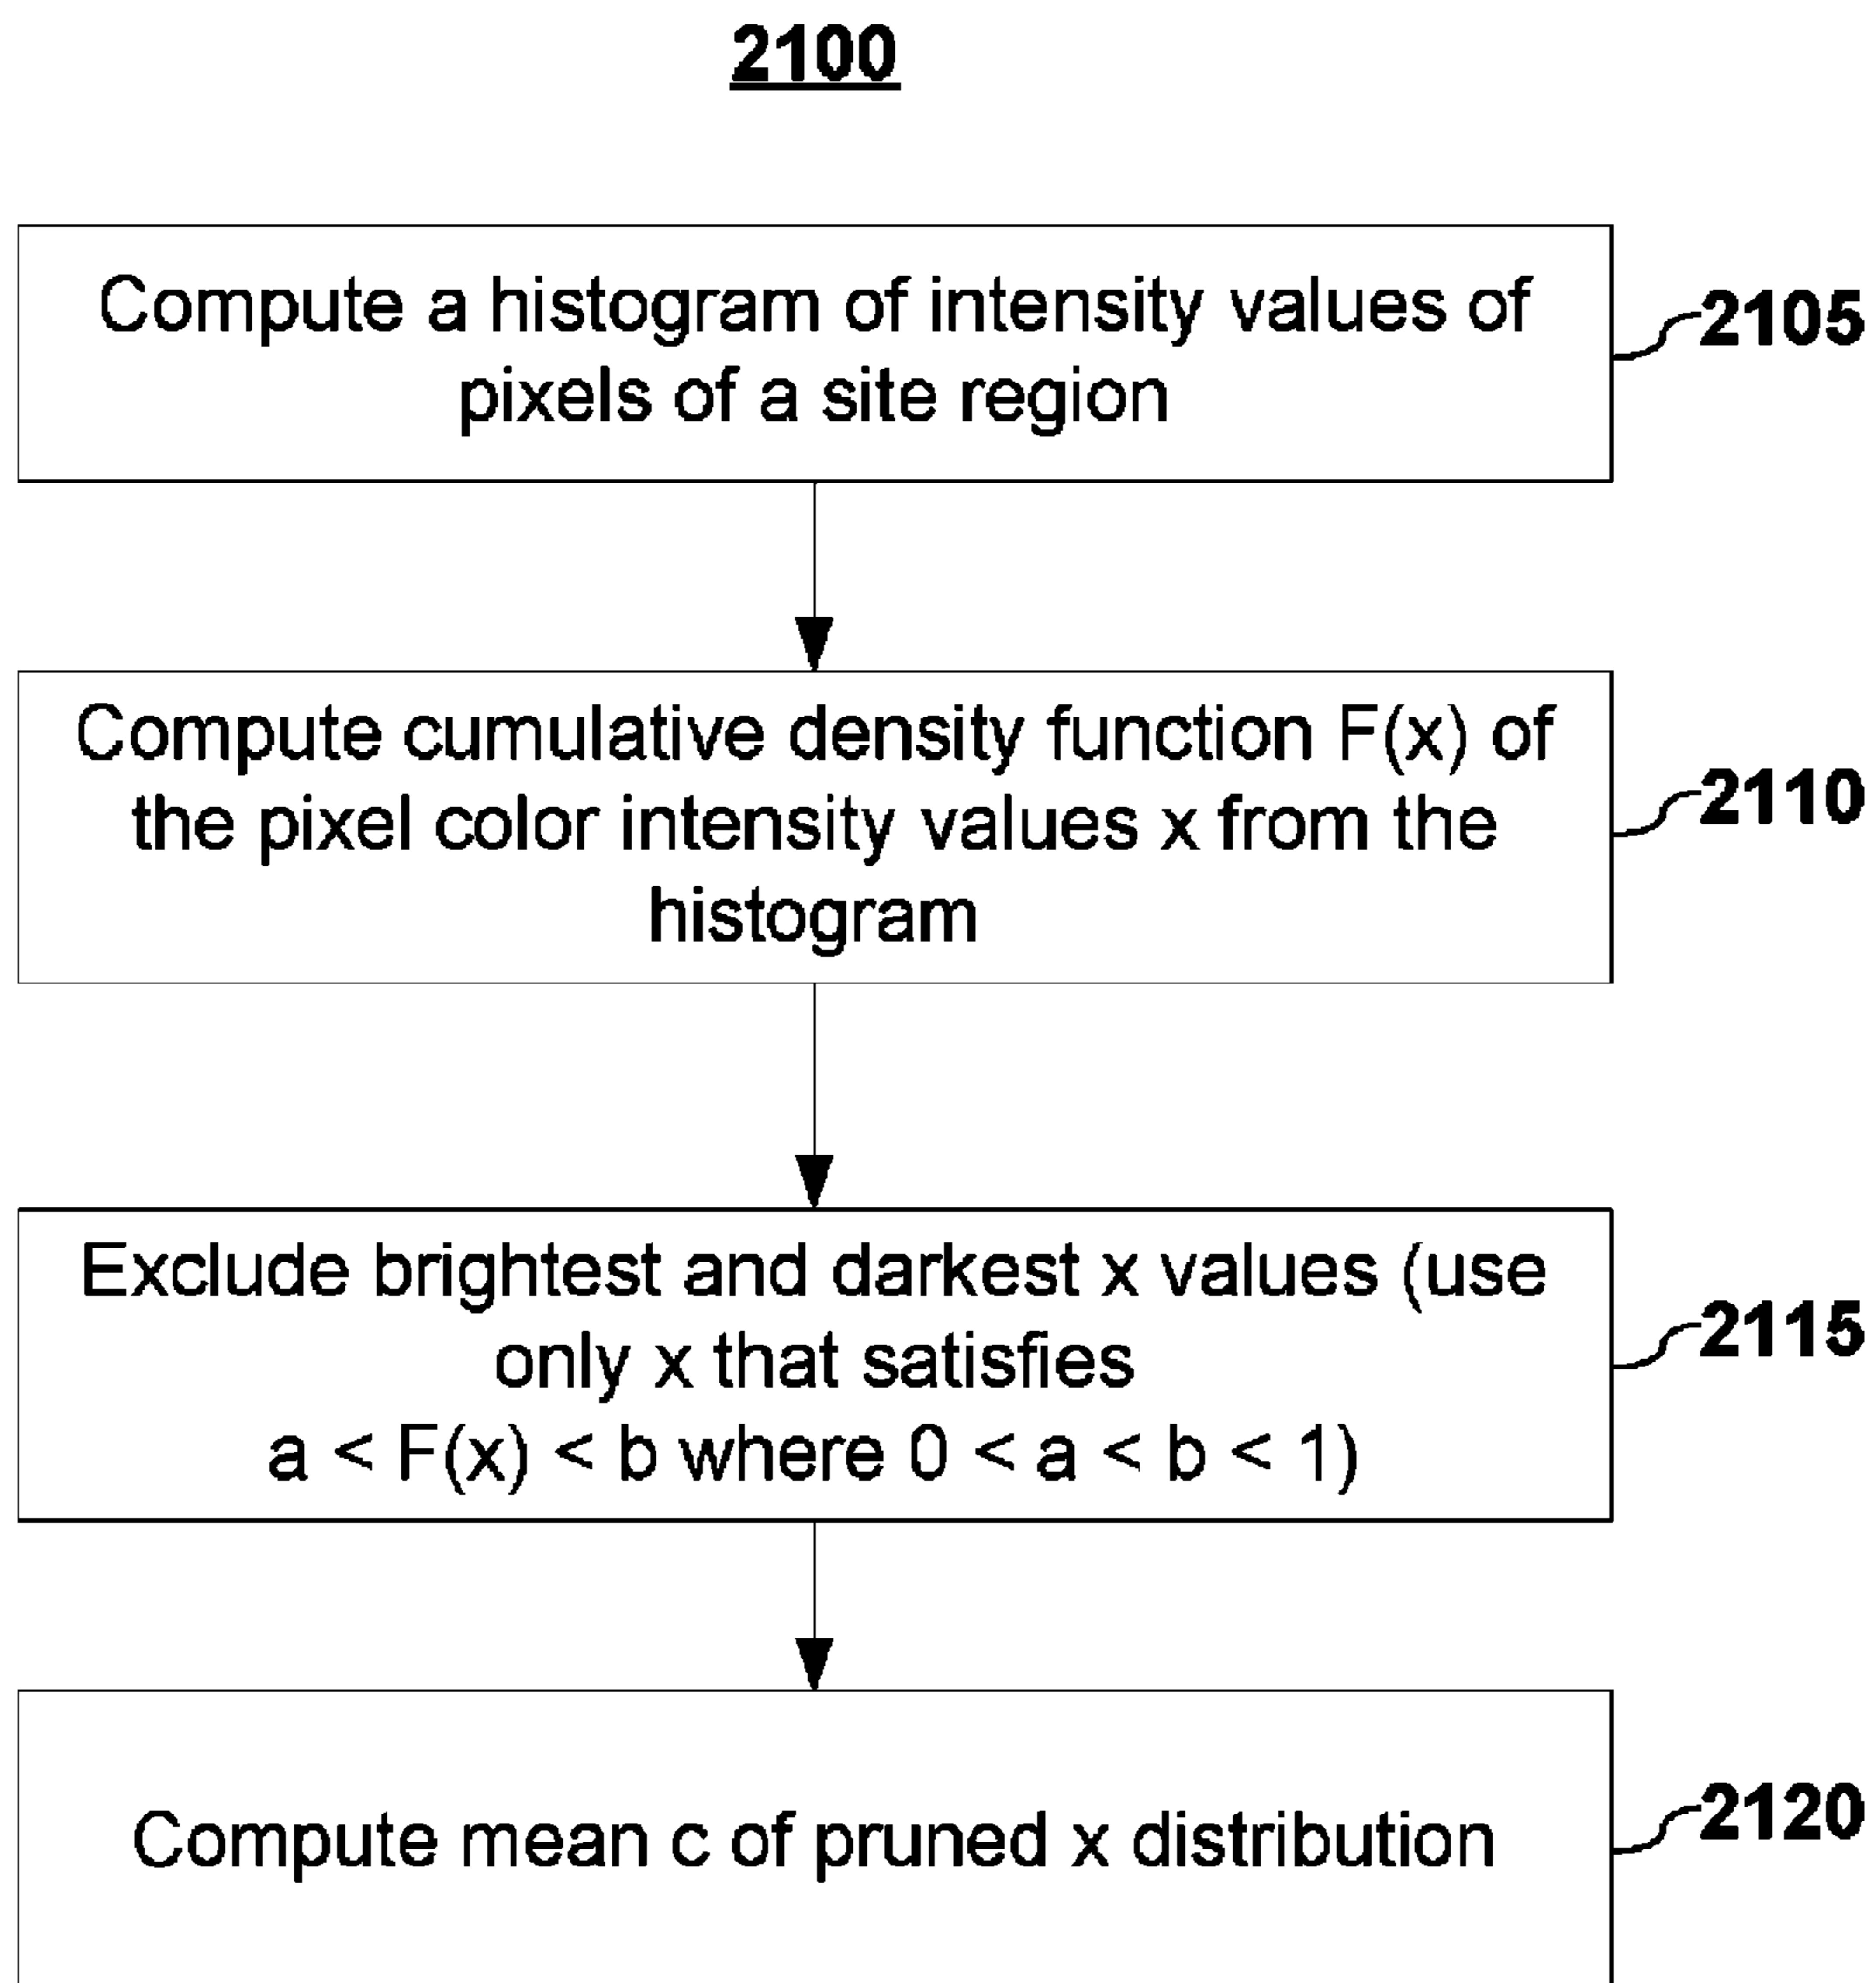 2100
Compute a histogram of intensity values of
pixels of a site region
2105
Compute cumulative density function F(x) of
the pixel color intensity values x from the
histogram
2110
Exclude brightest and darkest x values (use
only x that satisfies
a < F(x) < b where 0 < a < b < 1)
2115
Compute mean c of pruned x distribution
2120